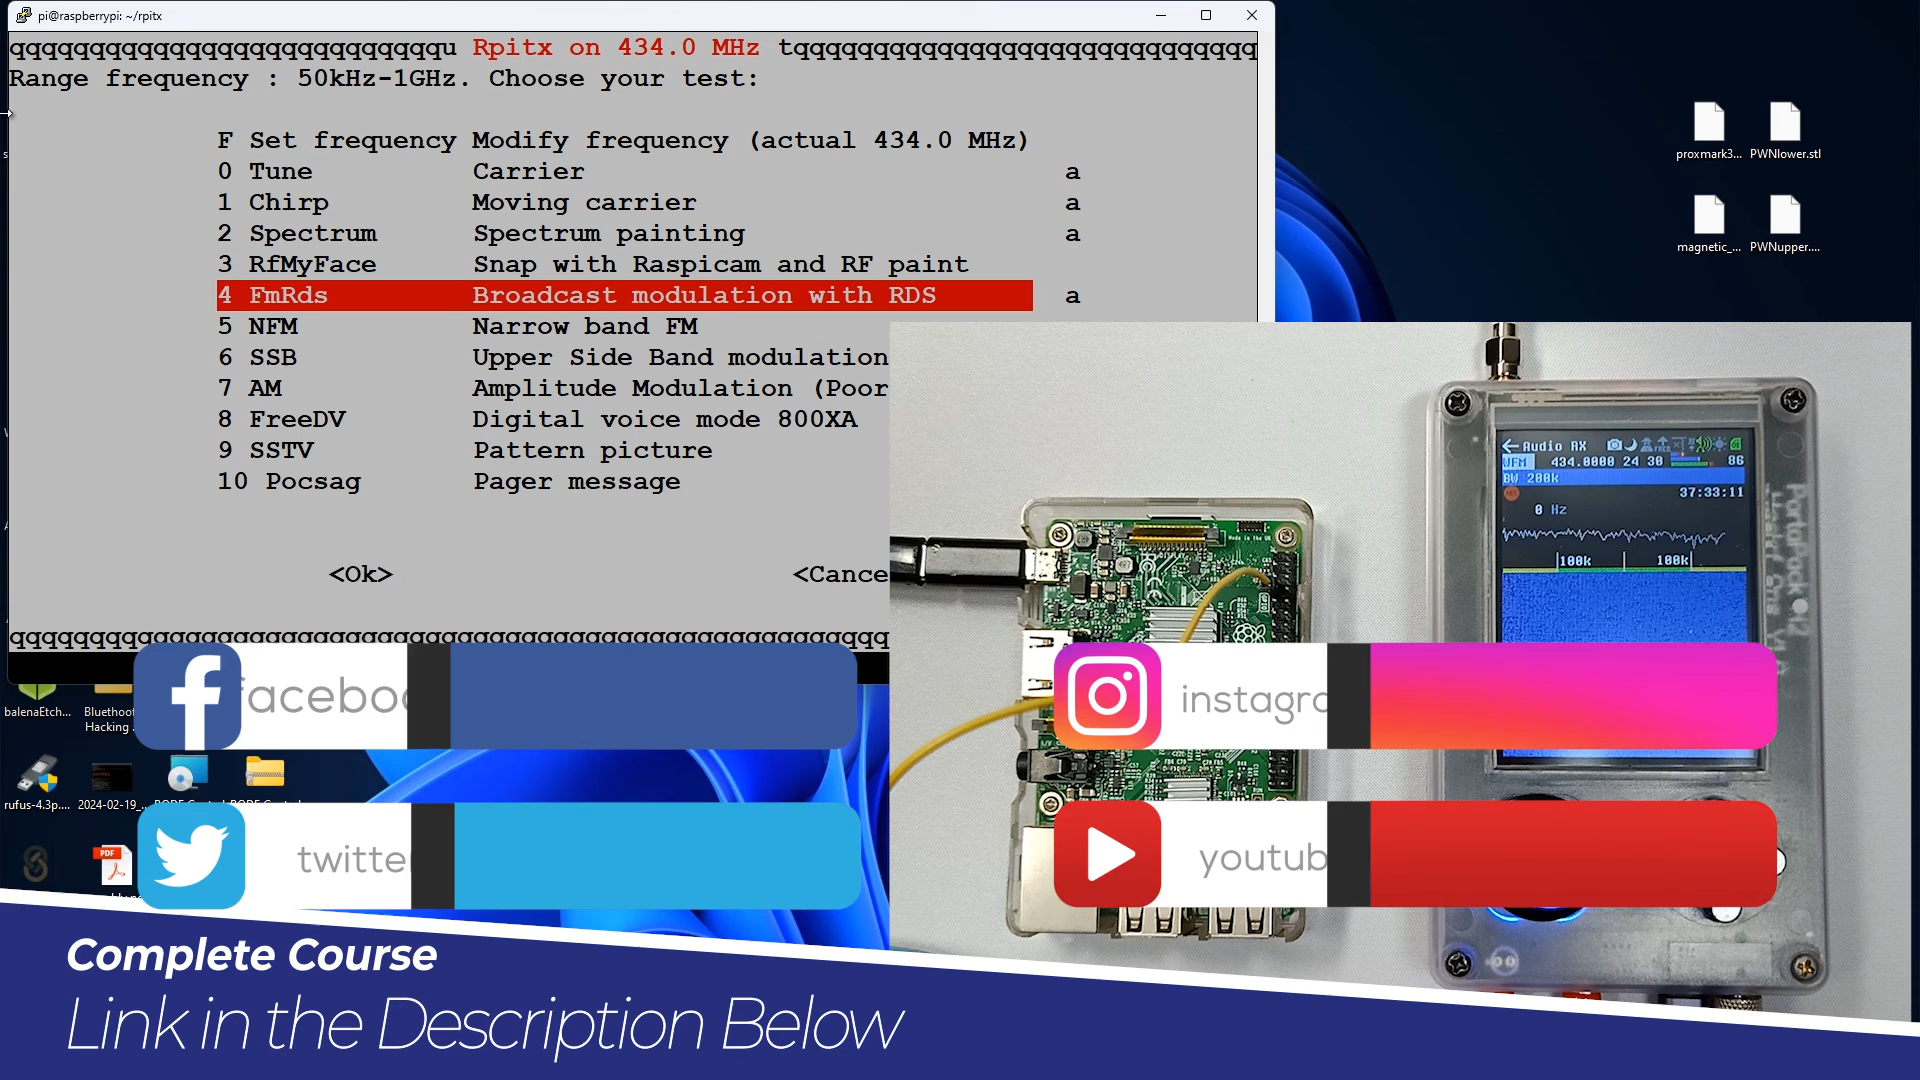 pi@raspberrypi: ~/rpitx
qqqqqqqqqqqqqqqqqqqqqqqqqqqu Rpitx on 434.0 MHz tqqqqqqqqqqqqqqqqqqqqqqqqqqqqq
Range frequency : 50kHz-1GHz. Choose your test:
F Set frequency Modify frequency (actual 434.0 MHz)
0 Tune Carrier a
1 Chirp Moving carrier a
2 Spectrum Spectrum painting a
3 RfMyFace Snap with Raspicam and RF paint
4 FmRds Broadcast modulation with RDS a
5 NFM Narrow band FM
6 SSB Upper Side Band modulation
7 AM Amplitude Modulation (Poor
8 FreeDV Digital voice mode 800XA
9 SSTV Pattern picture
10 Pocsag Pager message
<Ok> <Cance
qqqqqqqqqqqqqqqqqqqqqqqqqqqqqqqqqqqqqqqqqqqqqqqqqqqqqqq
proxmark3... PWNlower.stl
magnetic_... PWNupper....
Audio RX
WFM 434.0000 24 30 86
BW 200k
37:33:11
0 Hz
100k 100k
PortaPack H2
facebo
instagra
twitte
youtub
balenaEtch...
Bluethoot
Hacking
rufus-4.3p...
2024-02-19_...
PDF
Complete Course
Link in the Description Below